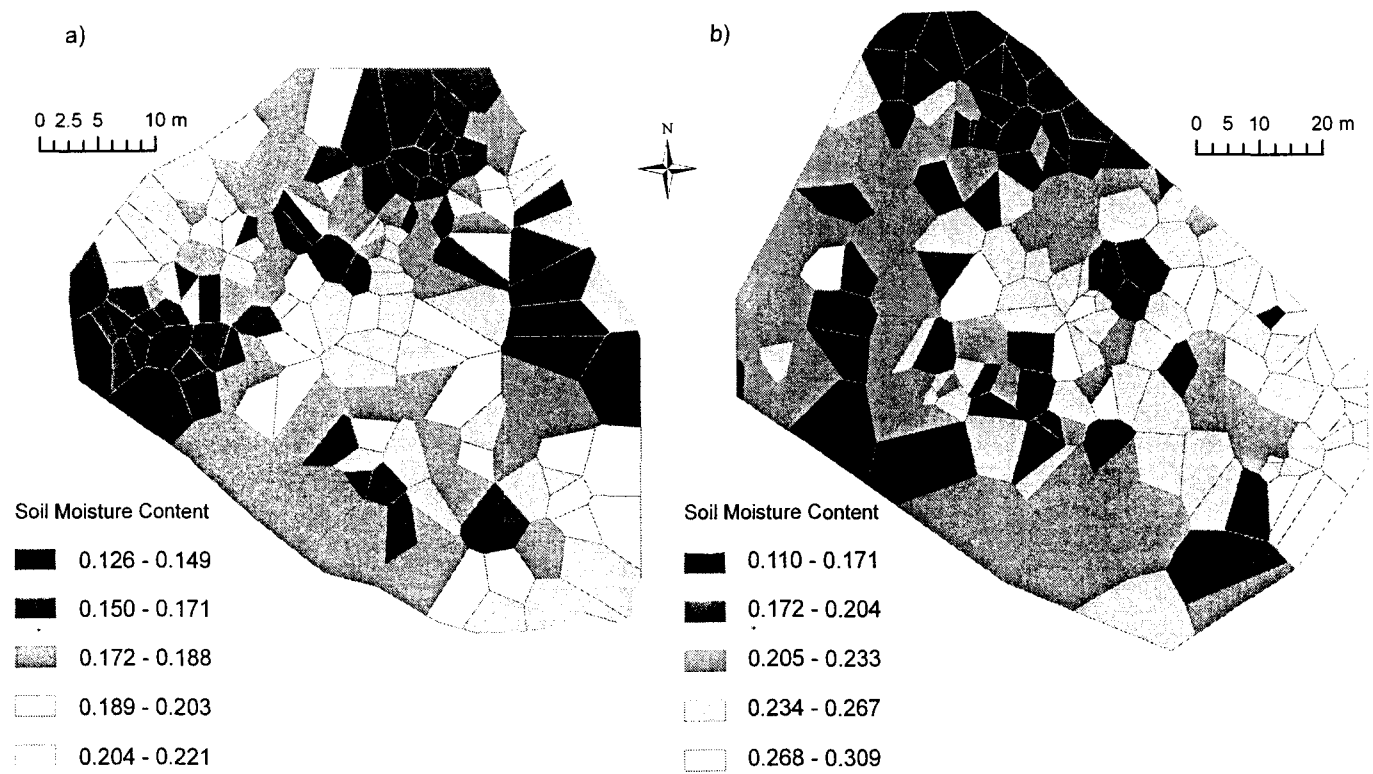 a)
0 2.5 5 10 m
Soil Moisture Content
0.126 - 0.149
0.150 - 0.171
0.172 - 0.188
0.189 - 0.203
0.204 - 0.221
N
b)
0 5 10 20 m
Soil Moisture Content
0.110 - 0.171
0.172 - 0.204
0.205 - 0.233
0.234 - 0.267
0.268 - 0.309